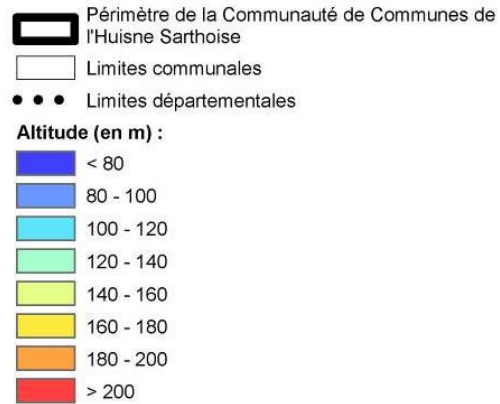 Périmètre de la Communauté de Communes de
l'Huisne Sarthoise
Limites communales
Limites départementales
Altitude (en m) :
< 80
80 - 100
100 - 120
120 - 140
140 - 160
160 - 180
180 - 200
> 200